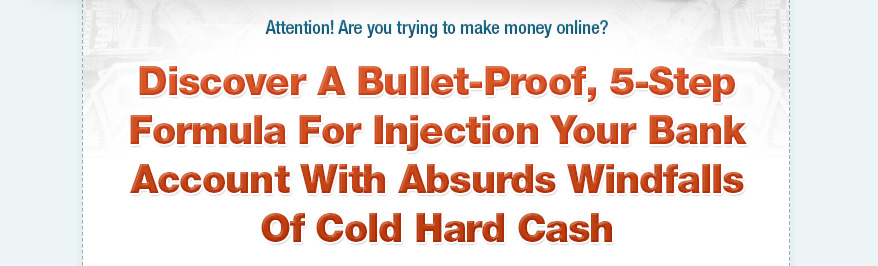 Attention! Are you trying to make money online?
Discover A Bullet-Proof, 5-Step
Formula For Injection Your Bank
Account With Absurds Windfalls
Of Cold Hard Cash